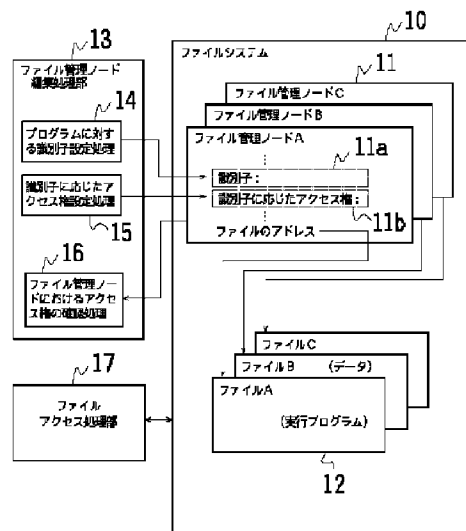 10
ファイルシステム
11
ファイル管理ノードC
ファイル管理ノードB
ファイル管理ノードA
11a
識別子：
識別子に応じたアクセス権：
11b
ファイルのアドレス
13
ファイル管理ノード
編集処理部
14
プログラムに対す
る識別子設定処理
識別子に応じたア
クセス権設定処理
15
16
ファイル管理ノー
ドにおけるアクセ
ス権の確認処理
17
ファイル
アクセス処理部
ファイルC
ファイルB (データ)
ファイルA
(実行プログラム)
12